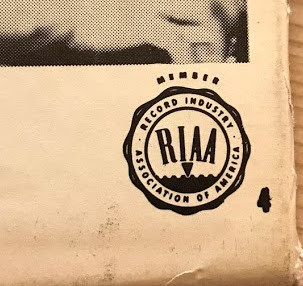 MEMBER
· RECORD INDUSTRY ·
ASSOCIATION OF AMERICA
RIAA
4